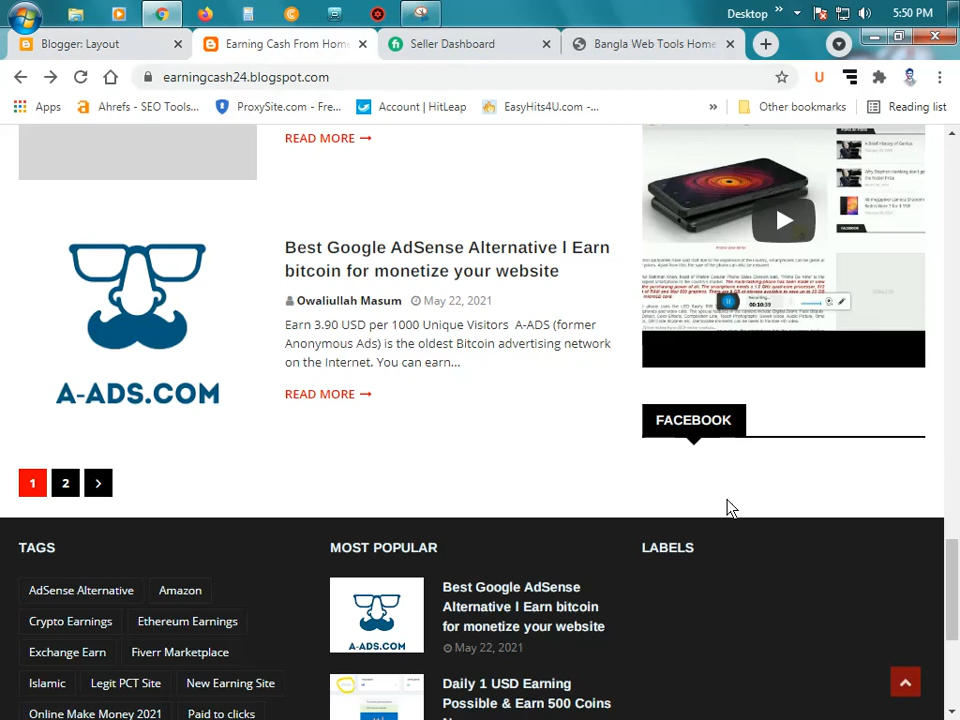 Desktop
5:50 PM
Blogger: Layout
Earning Cash From Home
Seller Dashboard
Bangla Web Tools Home
earningcash24.blogspot.com
Apps
Ahrefs - SEO Tools...
ProxySite.com - Fre...
Account | HitLeap
EasyHits4U.com -...
Other bookmarks
Reading list
READ MORE
Best Google AdSense Alternative l Earn
bitcoin for monetize your website
Owaliullah Masum
May 22, 2021
Earn 3.90 USD per 1000 Unique Visitors A-ADS (former
Anonymous Ads) is the oldest Bitcoin advertising network
on the Internet. You can earn...
READ MORE
A-ADS.COM
FACEBOOK
1
2
TAGS
AdSense Alternative
Amazon
Crypto Earnings
Ethereum Earnings
Exchange Earn
Fiverr Marketplace
Islamic
Legit PCT Site
New Earning Site
Online Make Money 2021
Paid to clicks
MOST POPULAR
A-ADS.COM
Best Google AdSense
Alternative l Earn bitcoin
for monetize your website
May 22, 2021
Daily 1 USD Earning
Possible & Earn 500 Coins
LABELS